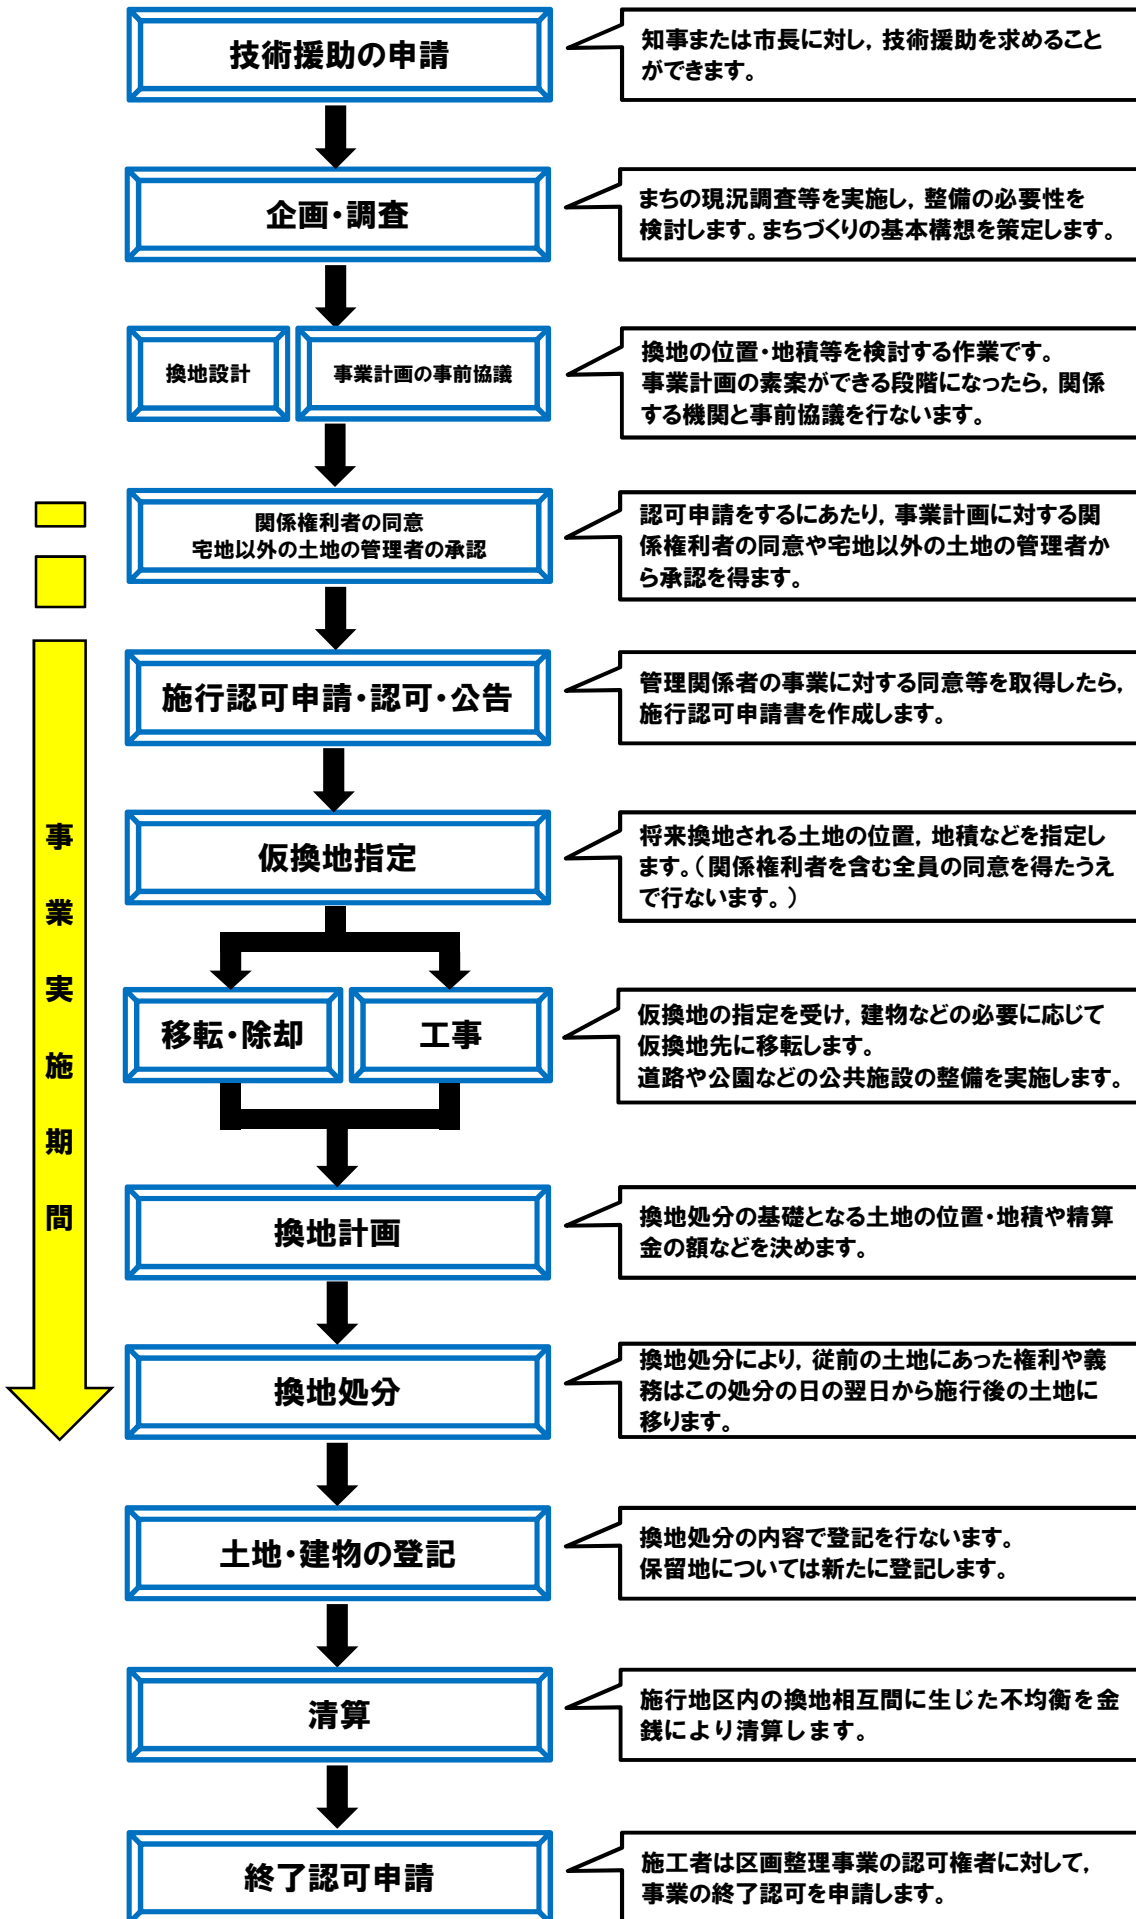 技術援助の申請
知事または市長に対し，技術援助を求めること
ができます。
企画・調査
まちの現況調査等を実施し，整備の必要性を
検討します。まちづくりの基本構想を策定します。
換地設計
事業計画の事前協議
換地の位置・地積等を検討する作業です。
事業計画の素案ができる段階になったら，関係
する機関と事前協議を行ないます。
関係権利者の同意
宅地以外の土地の管理者の承認
認可申請をするにあたり，事業計画に対する関
係権利者の同意や宅地以外の土地の管理者か
ら承認を得ます。
施行認可申請・認可・公告
管理関係者の事業に対する同意等を取得したら，
施行認可申請書を作成します。
事業実施期間
仮換地指定
将来換地される土地の位置，地積などを指定し
ます。（関係権利者を含む全員の同意を得たうえ
で行ないます。）
移転・除却
工事
仮換地の指定を受け，建物などの必要に応じて
仮換地先に移転します。
道路や公園などの公共施設の整備を実施します。
換地計画
換地処分の基礎となる土地の位置・地積や精算
金の額などを決めます。
換地処分
換地処分により，従前の土地にあった権利や義
務はこの処分の日の翌日から施行後の土地に
移ります。
土地・建物の登記
換地処分の内容で登記を行ないます。
保留地については新たに登記します。
清算
施行地区内の換地相互間に生じた不均衡を金
銭により清算します。
終了認可申請
施工者は区画整理事業の認可権者に対して，
事業の終了認可を申請します。